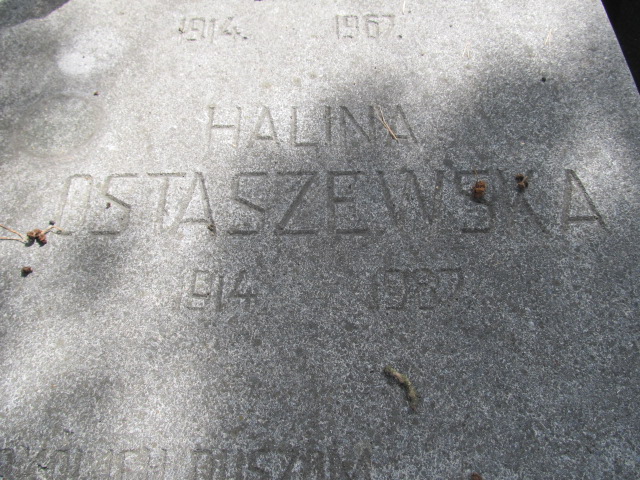 1914. 1967.
HALINA
OSTASZEWSKA
1914 1987
DUSZOM